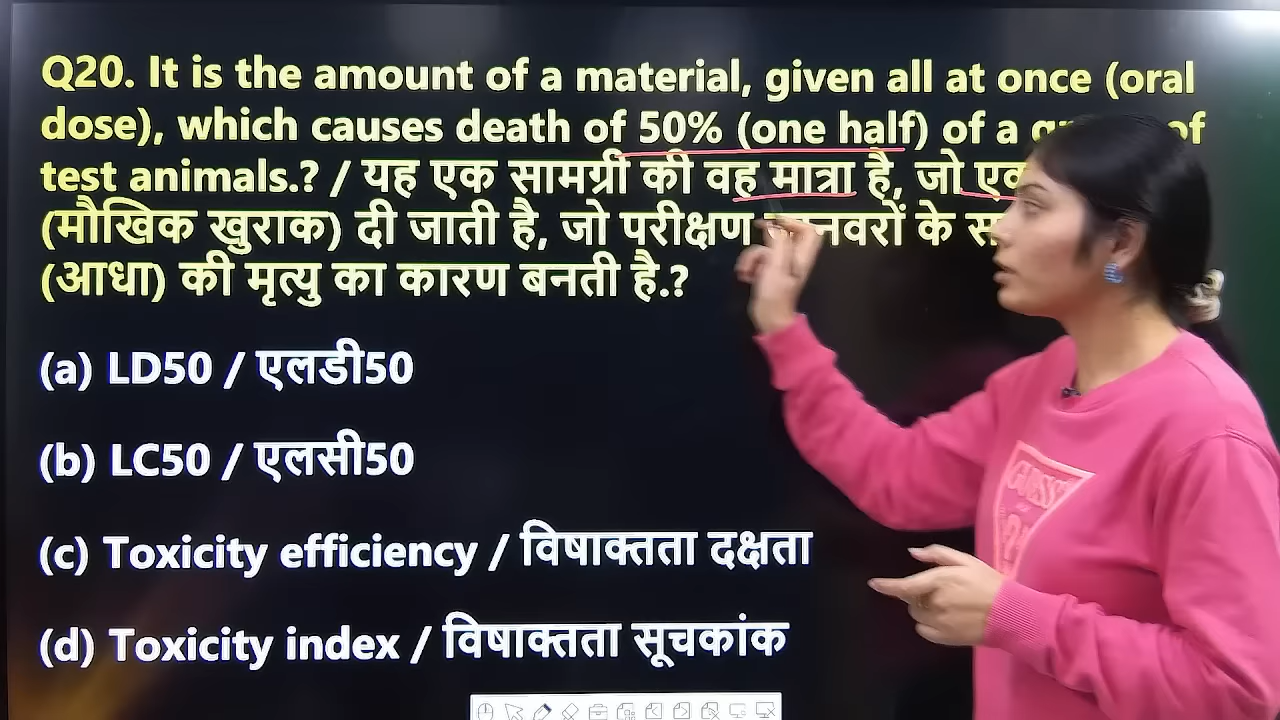 Q20. It is the amount of a material, given all at once (oral
dose), which causes death of 50% (one half) of a of
test animals.? / यह एक सामग्री की वह मात्रा है, जो
(मौखिक खुराक) दी जाती है, जो परीक्षण के
(आधा) की मृत्यु का कारण बनती है.?
(a) LD50 / एलडी50
(b) LC50 / एलसी50
(c) Toxicity efficiency / विषाक्तता दक्षता
(d) Toxicity index / विषाक्तता सूचकांक